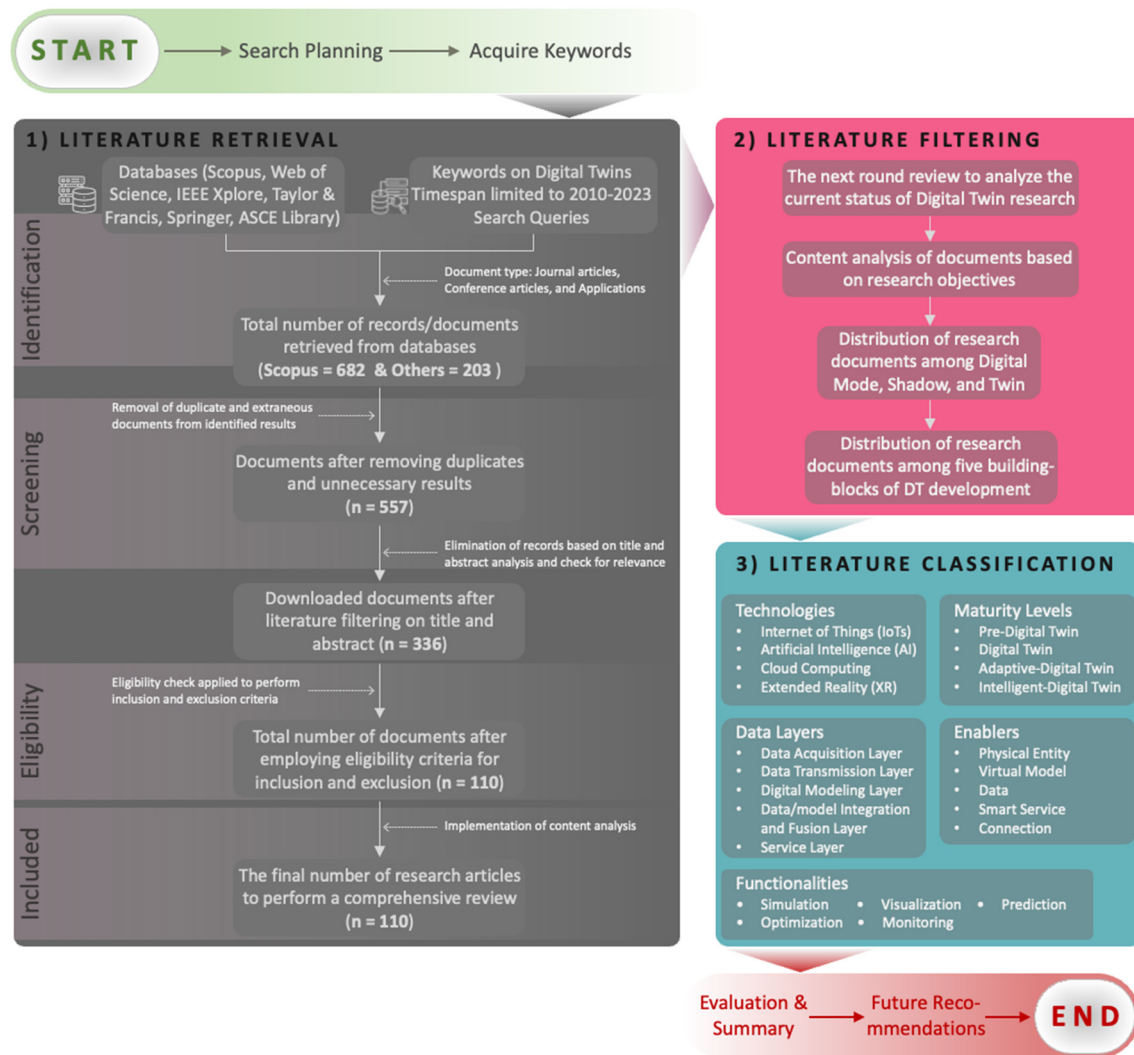 START
Search Planning
Acquire Keywords
1) LITERATURE RETRIEVAL
Databases (Scopus, Web of
Science, IEEE Xplore, Taylor &
Francis, Springer, ASCE Library)
Keywords on Digital Twins
Timespan limited to 2010-2023
Search Queries
Identification
Document type: Journal articles,
Conference articles, and Applications
Total number of records/documents
retrieved from databases
(Scopus = 682 & Others = 203 )
Screening
Removal of duplicate and extraneous
documents from identified results
Documents after removing duplicates
and unnecessary results
(n = 557)
Elimination of records based on title and
abstract analysis and check for relevance
Downloaded documents after
literature filtering on title and
abstract (n = 336)
Eligibility
Eligibility check applied to perform
inclusion and exclusion criteria
Total number of documents after
employing eligibility criteria for
inclusion and exclusion (n = 110)
Included
Implementation of content analysis
The final number of research articles
to perform a comprehensive review
(n = 110)
2) LITERATURE FILTERING
The next round review to analyze the
current status of Digital Twin research
Content analysis of documents based
on research objectives
Distribution of research
documents among Digital
Mode, Shadow, and Twin
Distribution of research
documents among five building-
blocks of DT development
3) LITERATURE CLASSIFICATION
Technologies
• Internet of Things (IoTs)
• Artificial Intelligence (AI)
• Cloud Computing
• Extended Reality (XR)
Maturity Levels
• Pre-Digital Twin
• Digital Twin
• Adaptive-Digital Twin
• Intelligent-Digital Twin
Data Layers
• Data Acquisition Layer
• Data Transmission Layer
• Digital Modeling Layer
• Data/model Integration
and Fusion Layer
• Service Layer
Enablers
• Physical Entity
• Virtual Model
• Data
• Smart Service
• Connection
Functionalities
• Simulation • Visualization • Prediction
• Optimization • Monitoring
Evaluation &
Summary
Future Reco-
mmendations
END